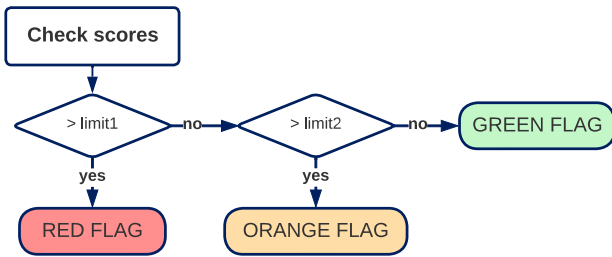 Check scores
> limit1
no
> limit2
no
GREEN FLAG
yes
yes
RED FLAG
ORANGE FLAG